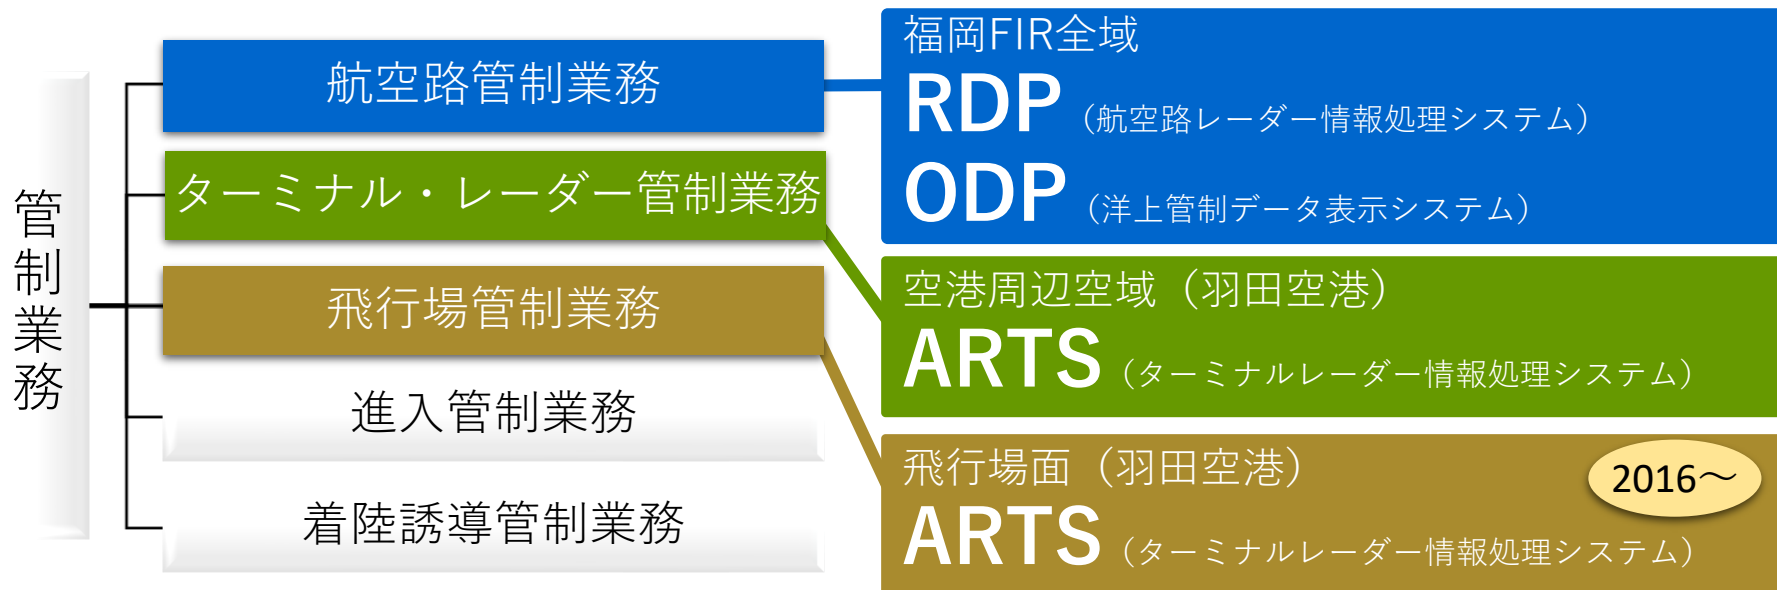 管制業務
航空路管制業務
ターミナル・レーダー管制業務
飛行場管制業務
進入管制業務
着陸誘導管制業務
福岡FIR全域
RDP（航空路レーダー情報処理システム）
ODP（洋上管制データ表示システム）
空港周辺空域（羽田空港）
ARTS（ターミナルレーダー情報処理システム）
飛行場面（羽田空港）
2016～
ARTS（ターミナルレーダー情報処理システム）